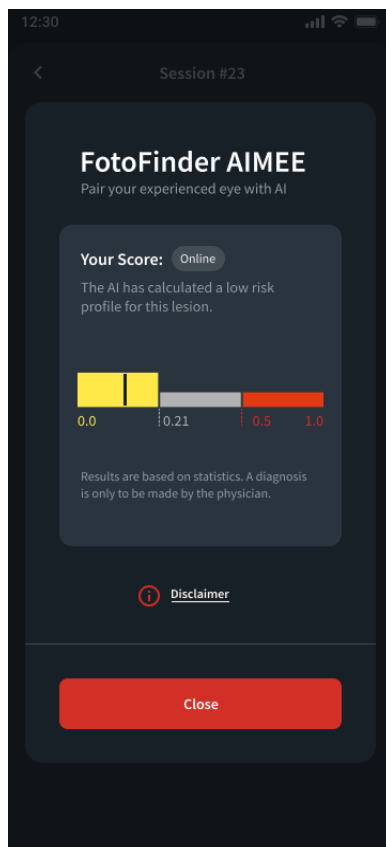 12:30
Session #23
FotoFinder AIMEE
Pair your experienced eye with AI
Your Score: Online
The AI has calculated a low risk
profile for this lesion.
0.0 0.21 0.5 1.0
Results are based on statistics. A diagnosis
is only to be made by the physician.
Disclaimer
Close